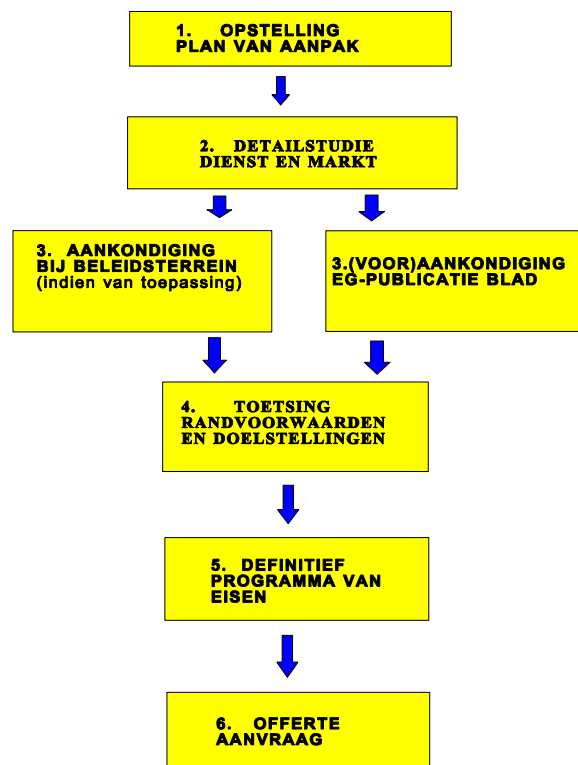 1. OPSTELLING
PLAN VAN AANPAK
2. DETAILSTUDIE
DIENST EN MARKT
3. AANKONDIGING
BIJ BELEIDSTERREIN
(indien van toepassing)
3.(VOOR)AANKONDIGING
EG-PUBLICATIE BLAD
4. TOETSING
RANDVOORWAARDEN
EN DOELSTELLINGEN
5. DEFINITIEF
PROGRAMMA VAN
EISEN
6. OFFERTE
AANVRAAG